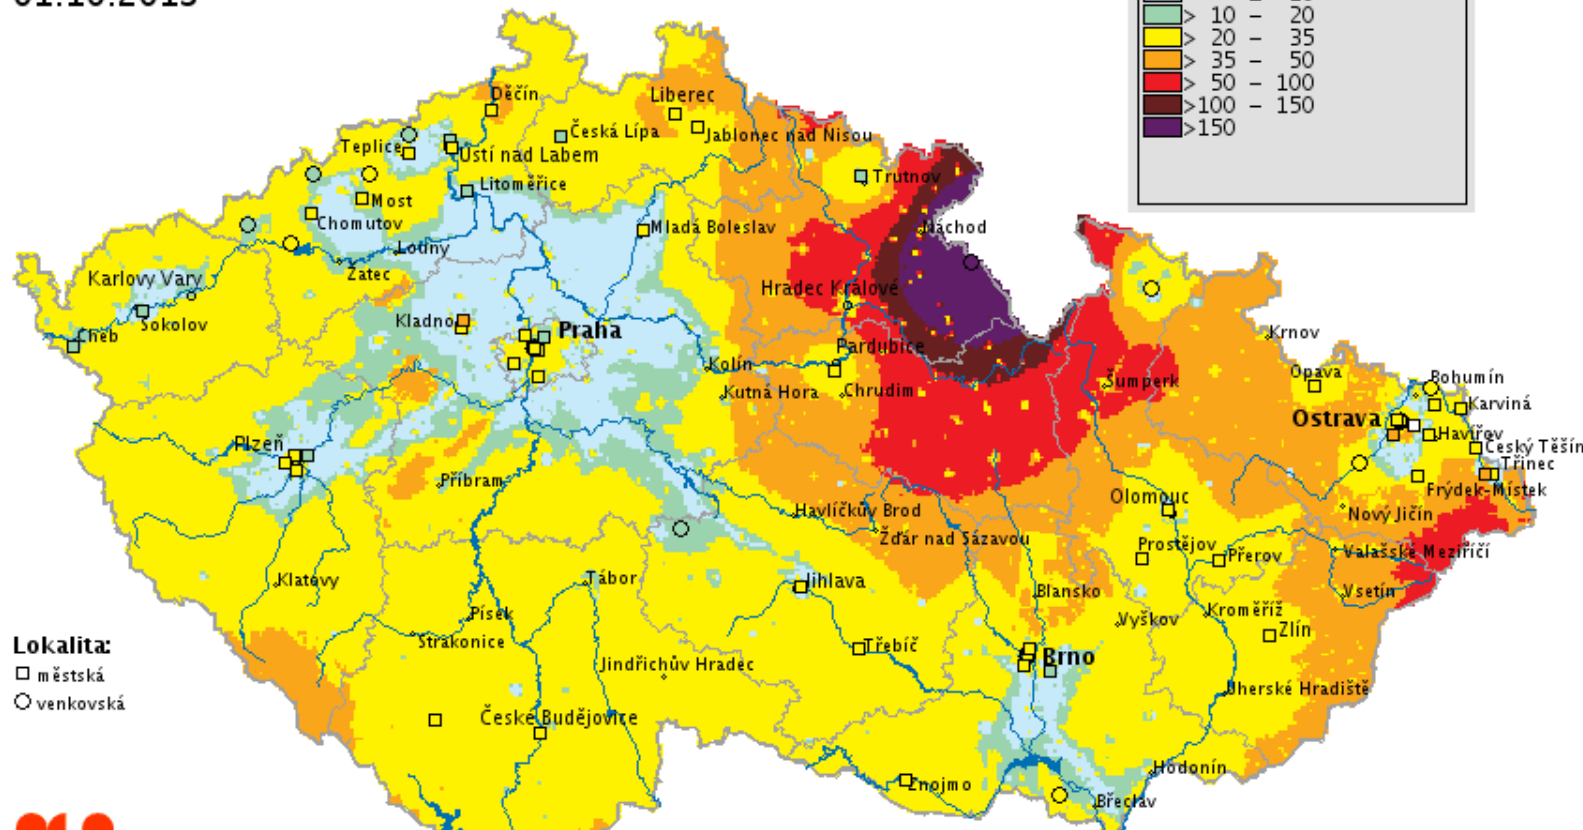 > 10 – 20
> 20 – 35
> 35 – 50
> 50 – 100
>100 – 150
>150
Děčín
Liberec
Česká Lípa
Jablonec nad Nisou
Teplice
Ústí nad Labem
Litoměřice
Trutnov
Most
Chomutov
Mladá Boleslav
Náchod
Louny
Žatec
Karlovy Vary
Hradec Králové
Sokolov
Kladno
Praha
Cheb
Krnov
Pardubice
Kolín
Opava
Bohumín
Šumperk
Kutná Hora
Chrudim
Karviná
Ostrava
Havířov
Plzeň
Český Těšín
Třinec
Příbram
Frýdek-Místek
Olomouc
Havlíčkův Brod
Nový Jičín
Žďár nad Sázavou
Prostějov
Přerov
Valašské Meziříčí
Klatovy
Tábor
Jihlava
Blansko
Vsetín
Písek
Vyškov
Kroměříž
Zlín
Strakonice
Třebíč
Lokalita:
Brno
městská
Jindřichův Hradec
Uherské Hradiště
venkovská
České Budějovice
Hodonín
Znojmo
Břeclav